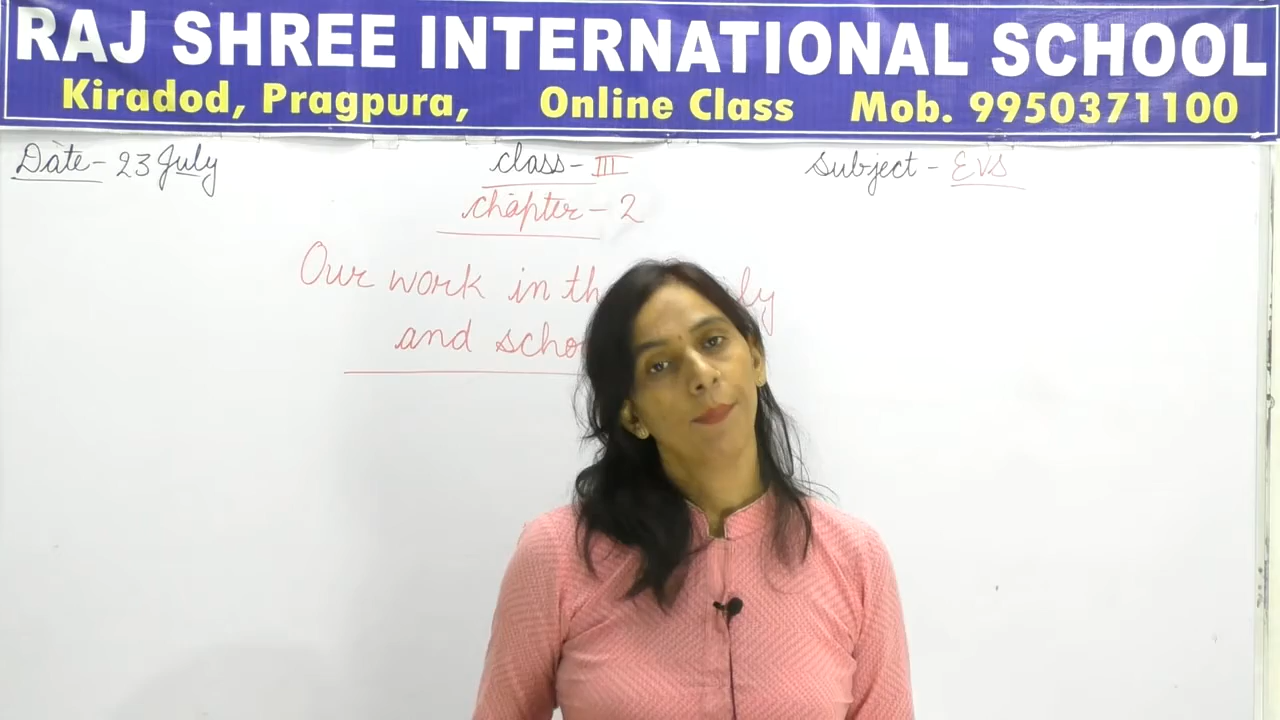 RAJ SHREE INTERNATIONAL SCHOOL
Kiradod, Pragpura, Online Class Mob. 9950371100
Date - 23 July class - III Subject - EVS
chapter - 2
Our work in
and